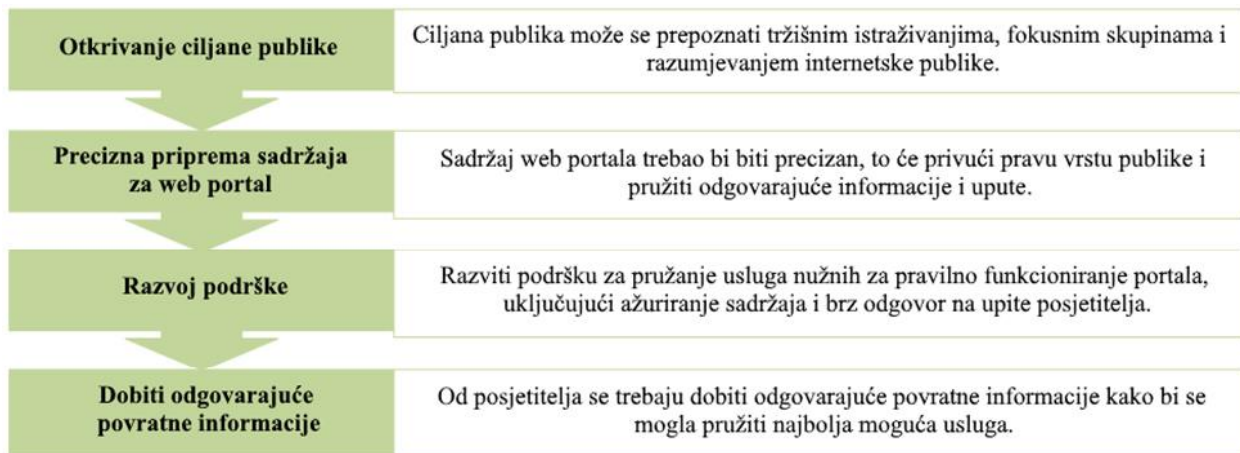 Otkrivanje ciljane publike
Ciljana publika može se prepoznati tržišnim istraživanjima, fokusnim skupinama i
razumjevanjem internetske publike.
Precizna priprema sadržaja
za web portal
Sadržaj web portala trebao bi biti precizan, to će privući pravu vrstu publike i
pružiti odgovarajuće informacije i upute.
Razvoj podrške
Razviti podršku za pružanje usluga nužnih za pravilno funkcioniranje portala,
uključujući ažuriranje sadržaja i brz odgovor na upite posjetitelja.
Dobiti odgovarajuće
povratne informacije
Od posjetitelja se trebaju dobiti odgovarajuće povratne informacije kako bi se
mogla pružiti najbolja moguća usluga.